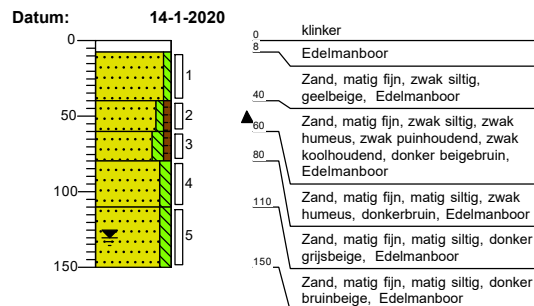 Datum: 14-1-2020
0
50
100
150
1
2
3
4
5
0
klinker
8
Edelmanboor
Zand, matig fijn, zwak siltig,
geelbeige, Edelmanboor
40
Zand, matig fijn, zwak siltig, zwak
humeus, zwak puinhoudend, zwak
koolhoudend, donker beigebruin,
Edelmanboor
60
80
Zand, matig fijn, matig siltig, zwak
humeus, donkerbruin, Edelmanboor
110
Zand, matig fijn, matig siltig, donker
grijsbeige, Edelmanboor
150
Zand, matig fijn, matig siltig, donker
bruinbeige, Edelmanboor